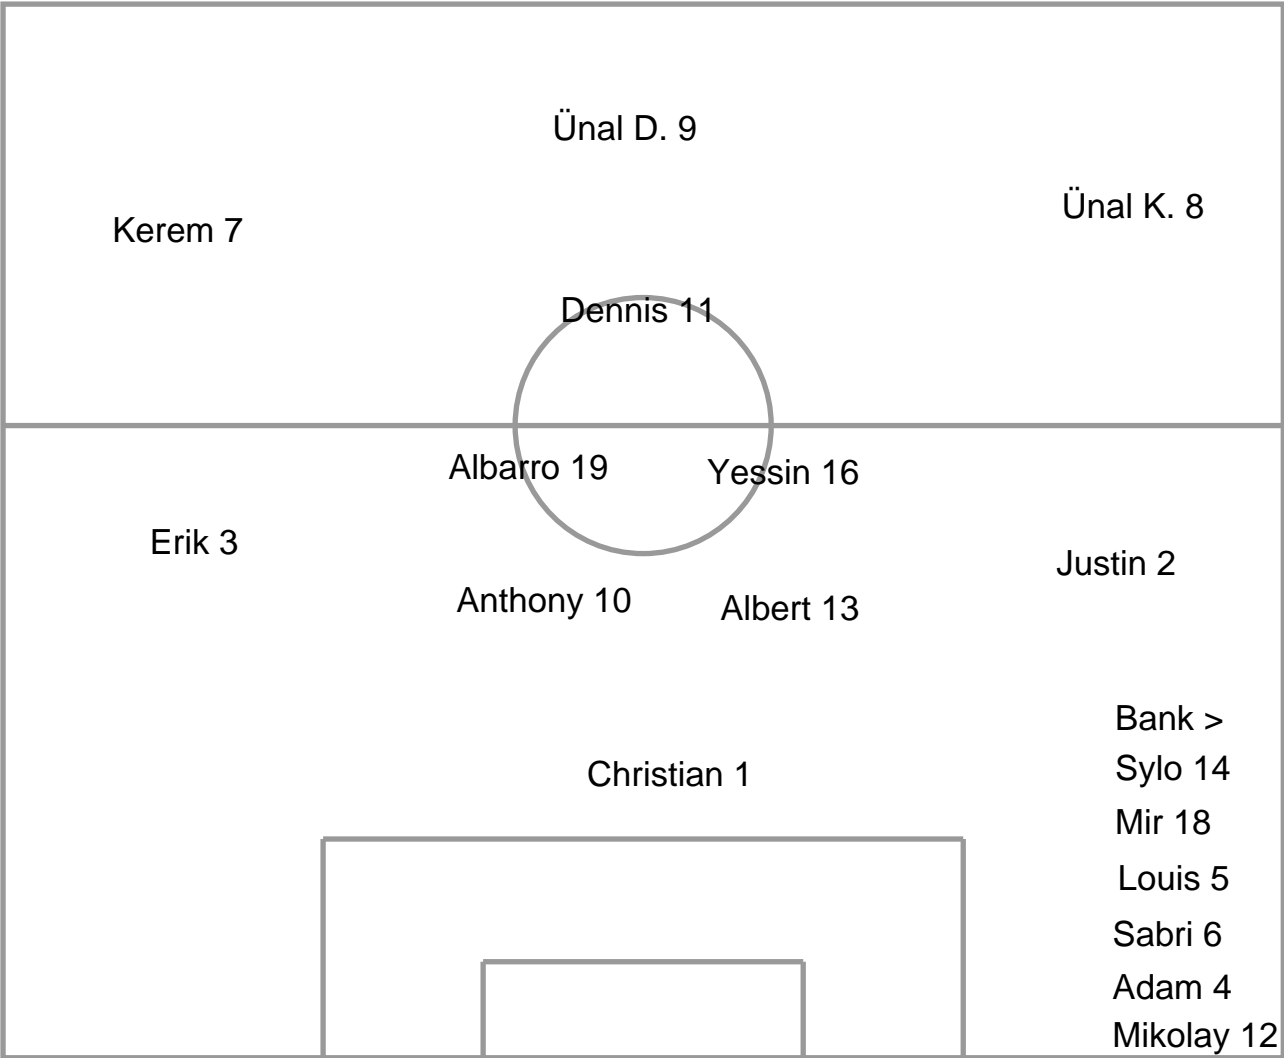 Ünal D. 9
Ünal K. 8
Kerem 7
Dennis 11
Albarro 19
Yessin 16
Erik 3
Justin 2
Anthony 10
Albert 13
Bank >
Christian 1
Sylo 14
Mir 18
Louis 5
Sabri 6
Adam 4
Mikolay 12